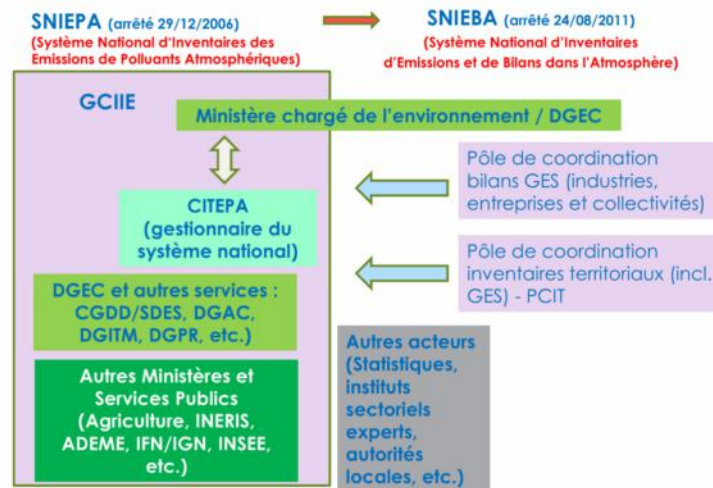 SNIEPA (arrêté 29/12/2006)
(Système National d'Inventaires des
Emissions de Polluants Atmosphériques)
SNIEBA (arrêté 24/08/2011)
(Système National d'Inventaires
d'Emissions et de Bilans dans l'Atmosphère)
GCIIE
Ministère chargé de l'environnement / DGEC
CITEPA
(gestionnaire du
système national)
DGEC et autres services :
CGDD/SDES, DGAC,
DGITM, DGPR, etc.)
Autres Ministères et
Services Publics
(Agriculture, INERIS,
ADEME, IFN/IGN, INSEE,
etc.)
Pôle de coordination
bilans GES (industries,
entreprises et collectivités)
Pôle de coordination
inventaires territoriaux (incl.
GES) - PCIT
Autres acteurs
(Statistiques,
instituts
sectoriels
experts,
autorités
locales, etc.)